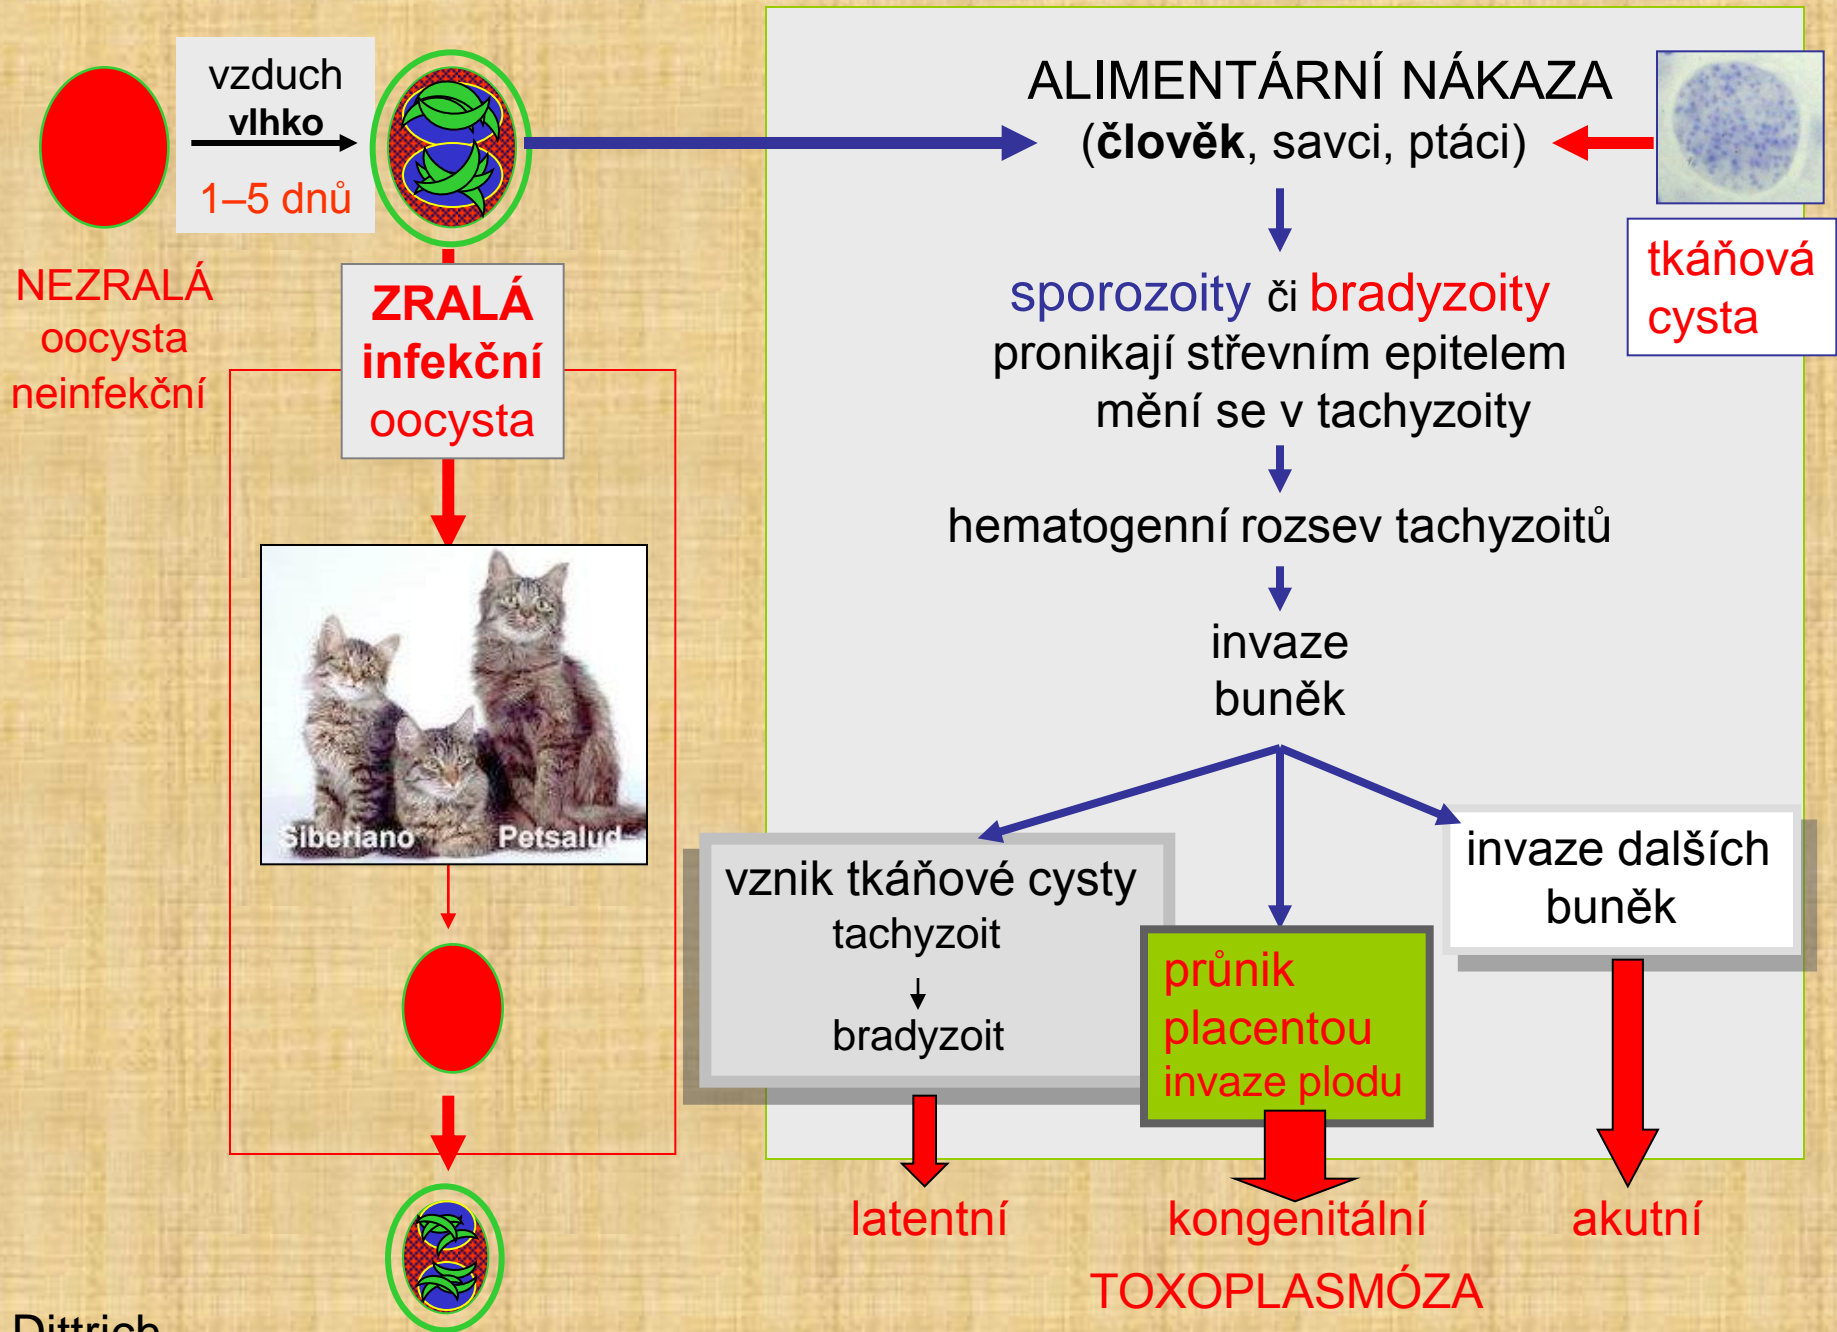 vzduch
vlhko
1–5 dnů
NEZRALÁ
oocysta
neinfekční
ZRALÁ
infekční
oocysta
Siberiano Petsalud
Dittrich
ALIMENTÁRNÍ NÁKAZA
(člověk, savci, ptáci)
tkáňová
cysta
sporozoity či bradyzoity
pronikají střevním epitelem
mění se v tachyzoity
hematogenní rozsev tachyzoitů
invaze
buněk
vznik tkáňové cysty
tachyzoit
bradyzoit
průnik
placentou
invaze plodu
invaze dalších
buněk
latentní
kongenitální
akutní
TOXOPLASMÓZA